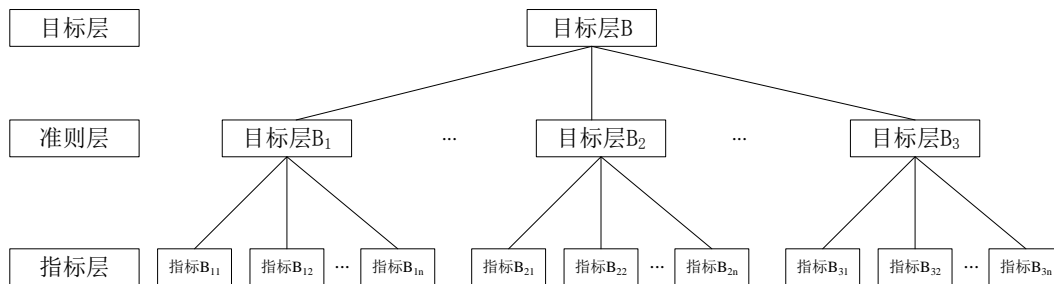 目标层 目标层B
准则层 目标层B₁ ... 目标层B₂ ... 目标层B₃
指标层 指标B₁₁ 指标B₁₂ ... 指标B₁ₙ 指标B₂₁ 指标B₂₂ ... 指标B₂ₙ 指标B₃₁ 指标B₃₂ ... 指标B₃ₙ